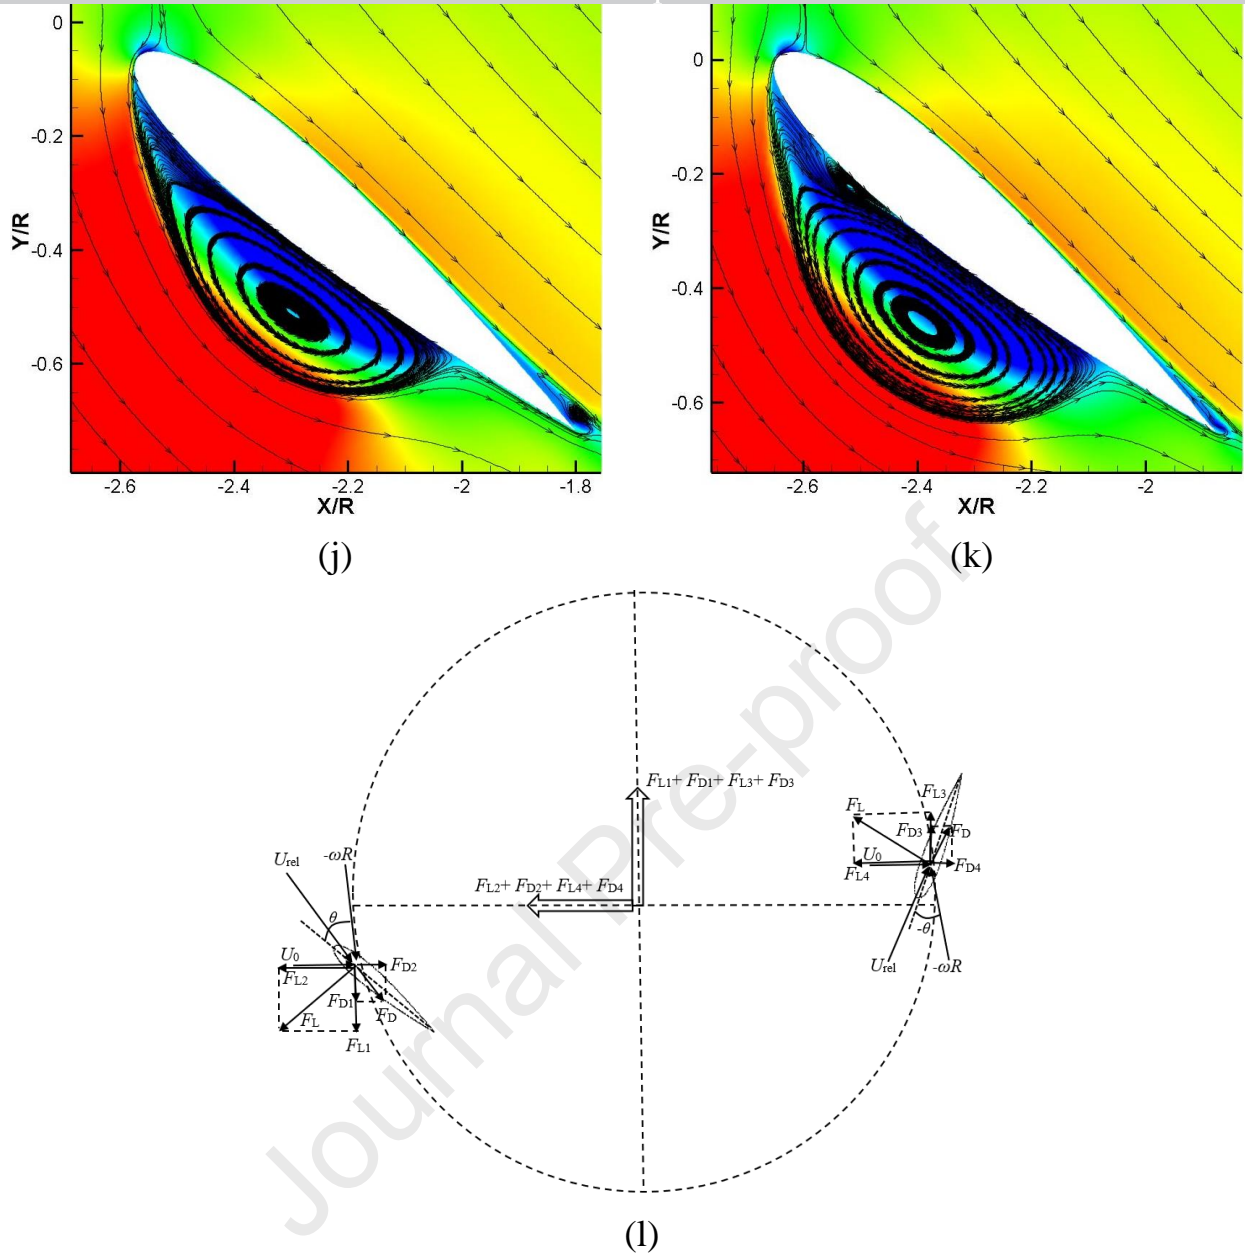 0
-0.2
-0.4
-0.6
Y/R
-2.6 -2.4 -2.2 -2 -1.8
X/R
(j)
0
-0.2
-0.4
-0.6
Y/R
-2.6 -2.4 -2.2 -2
X/R
(k)
FL1+ FD1+ FL3+ FD3
FL2+ FD2+ FL4+ FD4
Urel
-ωR
θ
U0
FL2
FD2
FD1
FL
FD
FL1
FL
FL3
FD3
FD
U0
FL4
FD4
-θ
Urel
-ωR
(l)
Journal Pre-proof